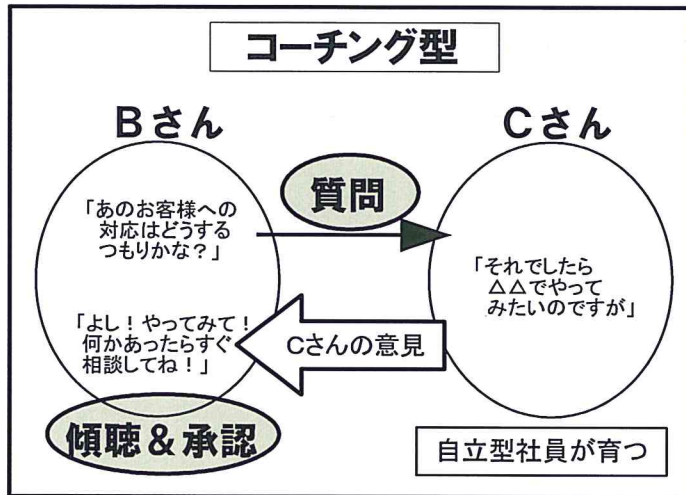 コーチング型
Bさん
Cさん
質問
「あのお客様への
対応はどうする
つもりかな？」
「それでしたら
△△でやって
みたいのですが」
Cさんの意見
「よし！やってみて！
何かあったらすぐ
相談してね！」
傾聴＆承認
自立型社員が育つ